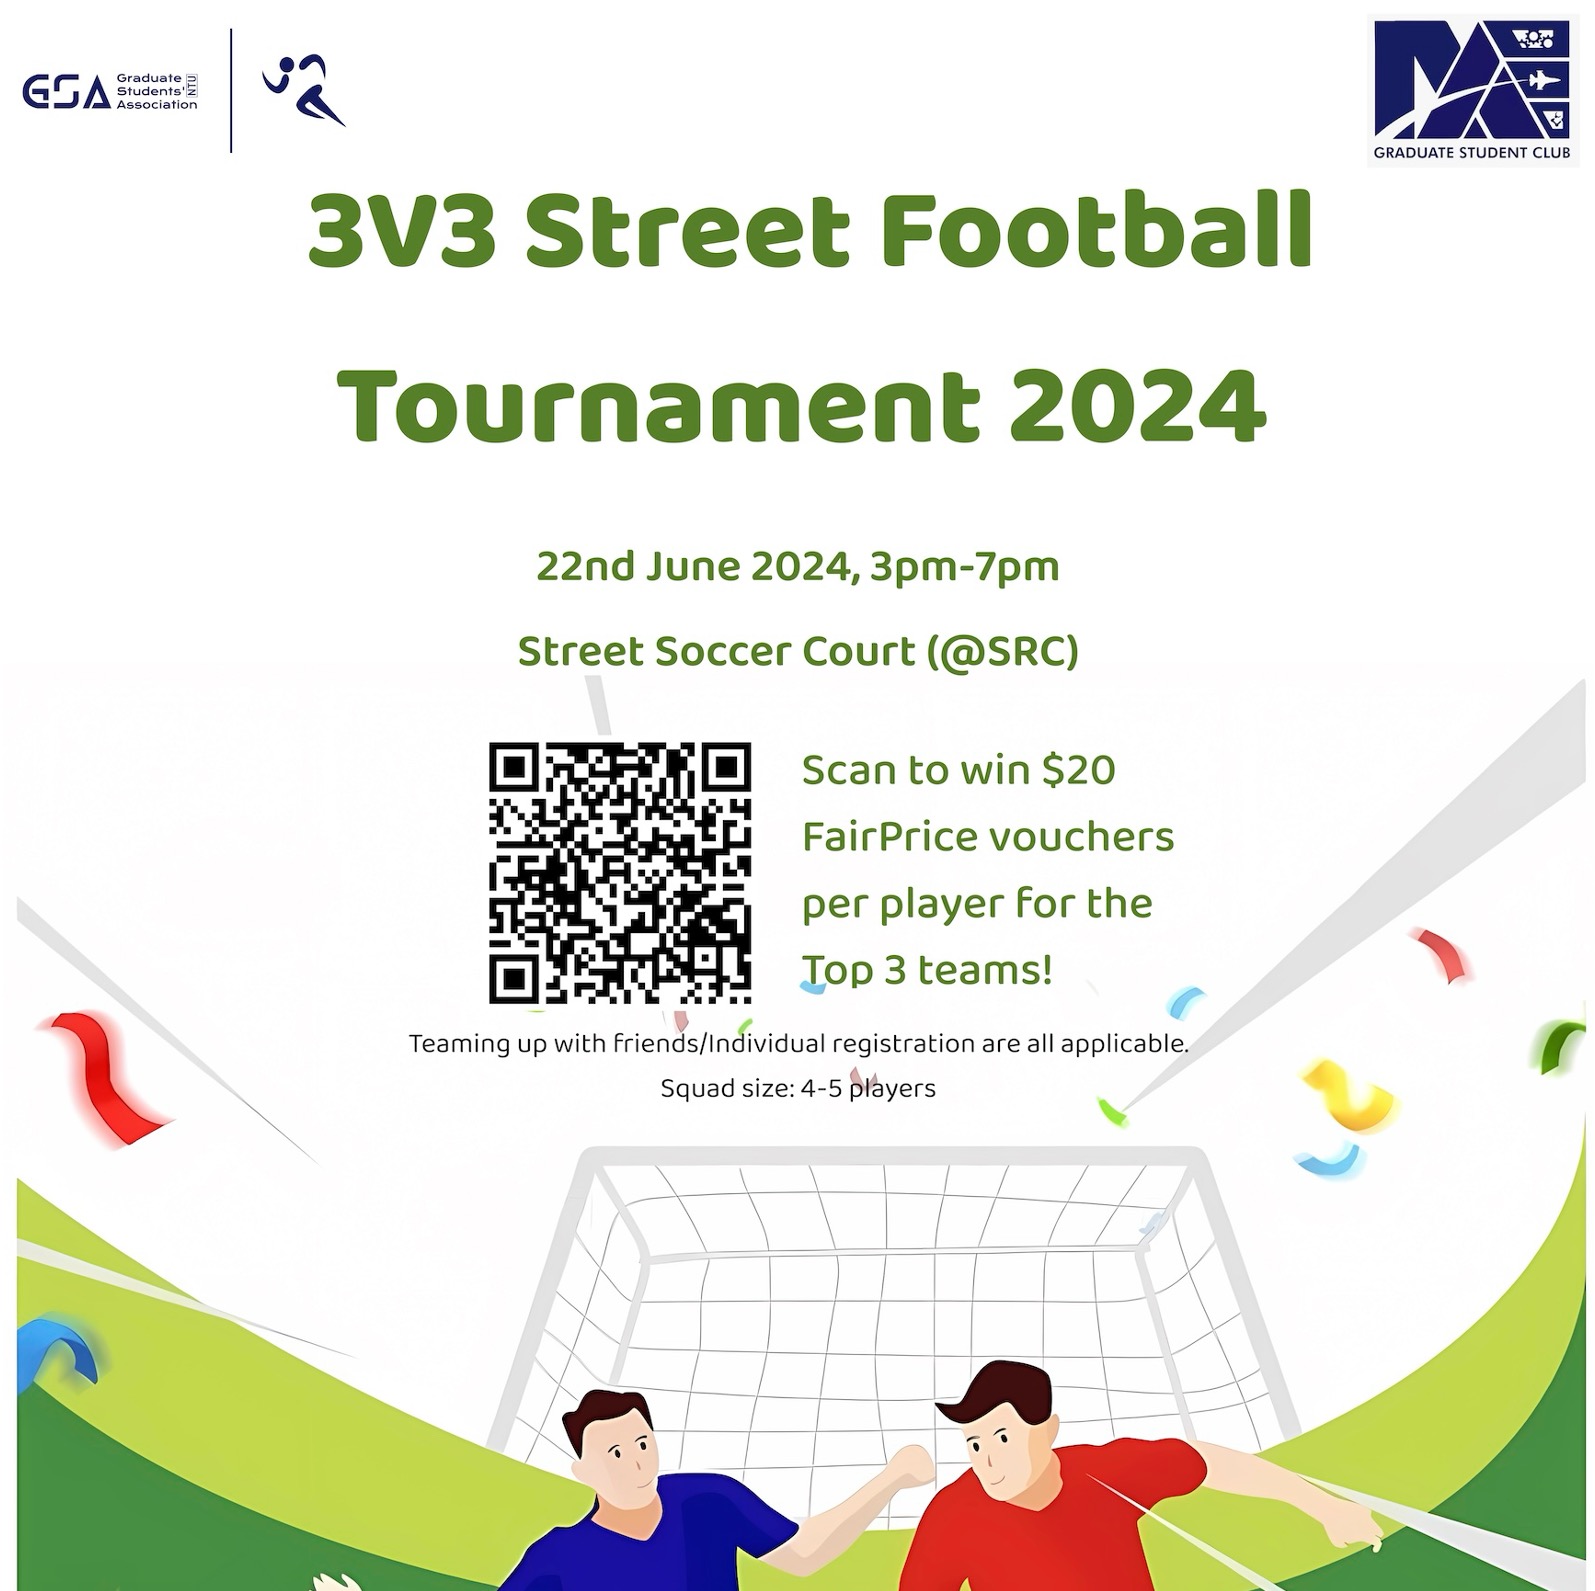 GSA Graduate
Students'
Association
NTU
GRADUATE STUDENT CLUB
3V3 Street Football
Tournament 2024
22nd June 2024, 3pm-7pm
Street Soccer Court (@SRC)
Scan to win $20
FairPrice vouchers
per player for the
Top 3 teams!
Teaming up with friends/Individual registration are all applicable.
Squad size: 4-5 players